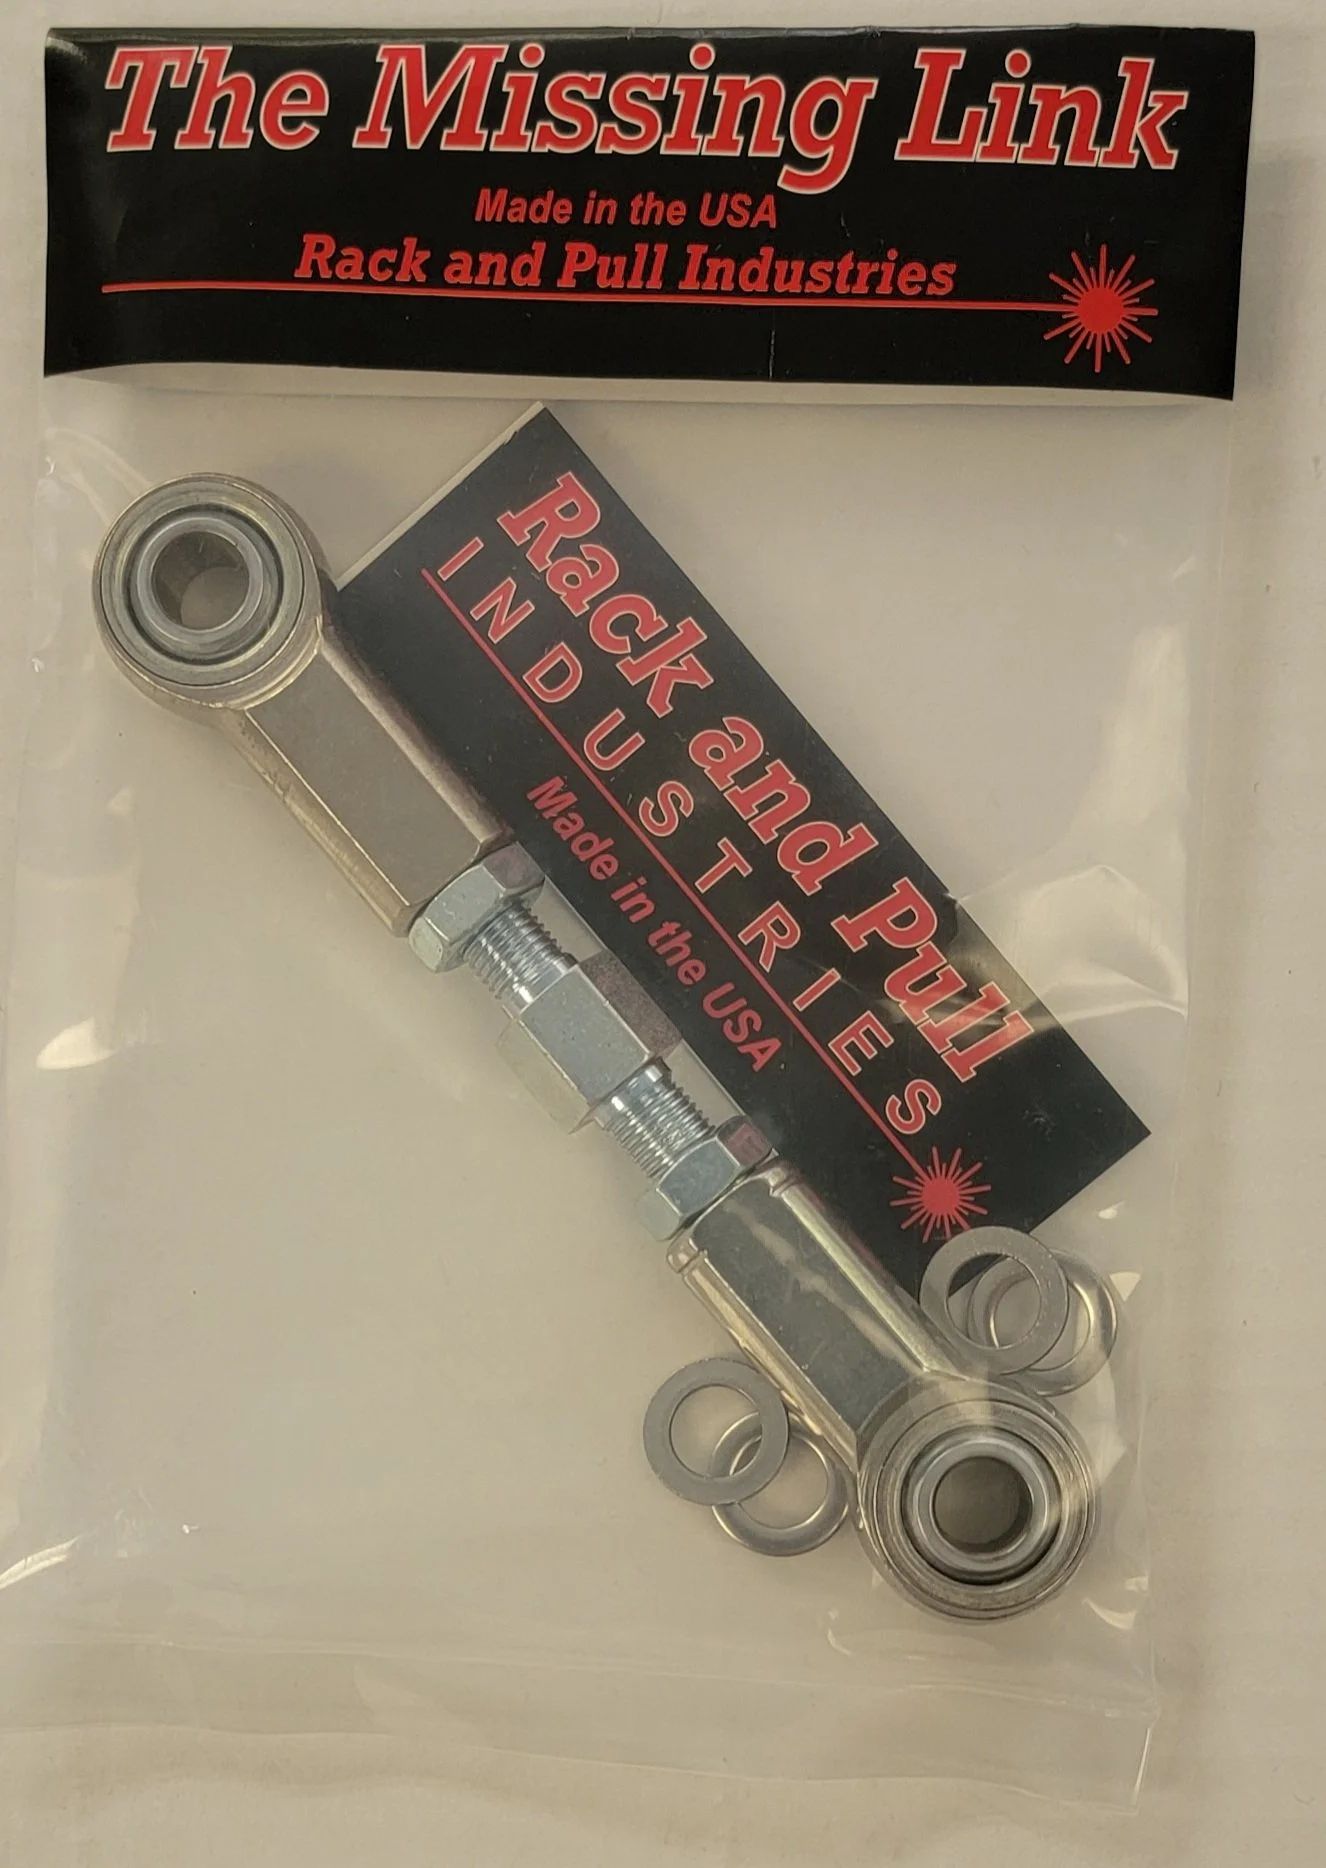 The Missing Link
Made in the USA
Rack and Pull Industries
Rack and Pull
INDUSTRIES
Made in the USA